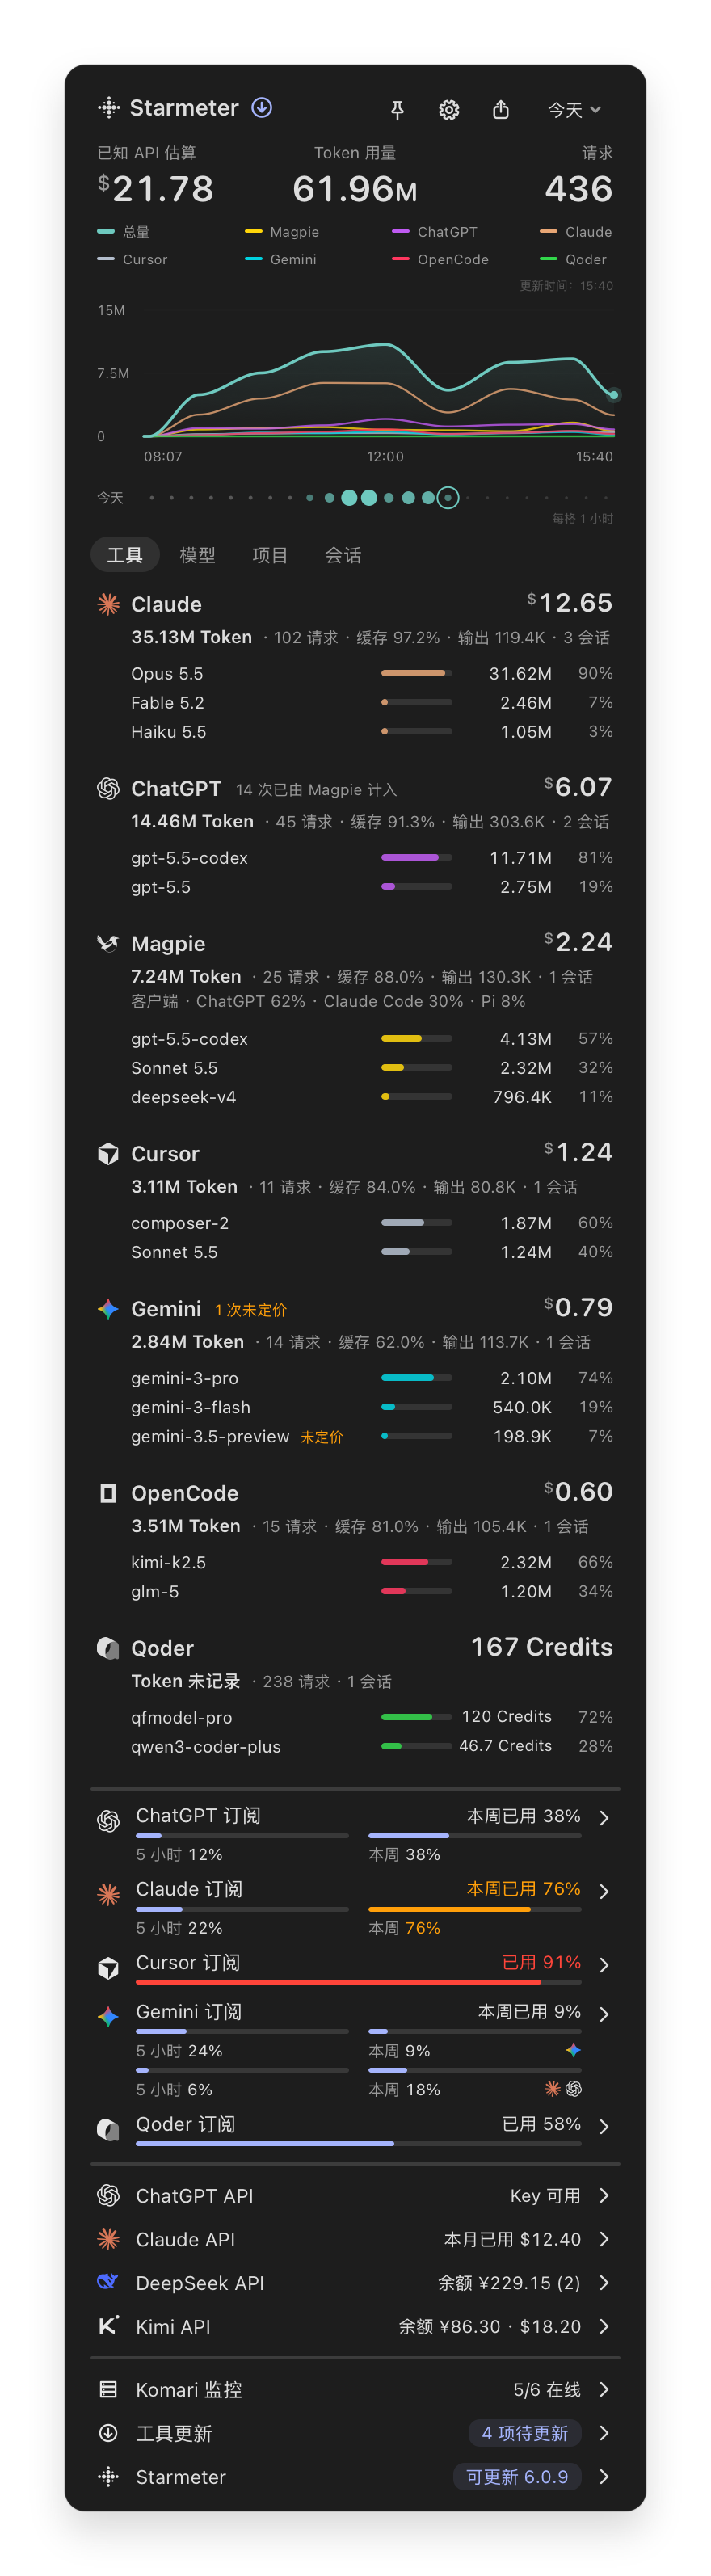 Starmeter 今天
已知 API 估算 Token 用量 请求
$21.78 61.96M 436
总量 Magpie ChatGPT Claude
Cursor Gemini OpenCode Qoder
更新时间：15:40
15M
7.5M
0
08:07 12:00 15:40
今天
每格 1 小时
工具 模型 项目 会话
Claude $12.65
35.13M Token · 102 请求 · 缓存 97.2% · 输出 119.4K · 3 会话
Opus 5.5 31.62M 90%
Fable 5.2 2.46M 7%
Haiku 5.5 1.05M 3%
ChatGPT 14 次已由 Magpie 计入 $6.07
14.46M Token · 45 请求 · 缓存 91.3% · 输出 303.6K · 2 会话
gpt-5.5-codex 11.71M 81%
gpt-5.5 2.75M 19%
Magpie $2.24
7.24M Token · 25 请求 · 缓存 88.0% · 输出 130.3K · 1 会话
客户端 · ChatGPT 62% · Claude Code 30% · Pi 8%
gpt-5.5-codex 4.13M 57%
Sonnet 5.5 2.32M 32%
deepseek-v4 796.4K 11%
Cursor $1.24
3.11M Token · 11 请求 · 缓存 84.0% · 输出 80.8K · 1 会话
composer-2 1.87M 60%
Sonnet 5.5 1.24M 40%
Gemini 1 次未定价 $0.79
2.84M Token · 14 请求 · 缓存 62.0% · 输出 113.7K · 1 会话
gemini-3-pro 2.10M 74%
gemini-3-flash 540.0K 19%
gemini-3.5-preview 未定价 198.9K 7%
OpenCode $0.60
3.51M Token · 15 请求 · 缓存 81.0% · 输出 105.4K · 1 会话
kimi-k2.5 2.32M 66%
glm-5 1.20M 34%
Qoder 167 Credits
Token 未记录 · 238 请求 · 1 会话
qfmodel-pro 120 Credits 72%
qwen3-coder-plus 46.7 Credits 28%
ChatGPT 订阅 本周已用 38%
5 小时 12% 本周 38%
Claude 订阅 本周已用 76%
5 小时 22% 本周 76%
Cursor 订阅 已用 91%
Gemini 订阅 本周已用 9%
5 小时 24% 本周 9%
5 小时 6% 本周 18%
Qoder 订阅 已用 58%
ChatGPT API Key 可用
Claude API 本月已用 $12.40
DeepSeek API 余额 ¥229.15 (2)
Kimi API 余额 ¥86.30 · $18.20
Komari 监控 5/6 在线
工具更新 4 项待更新
Starmeter 可更新 6.0.9